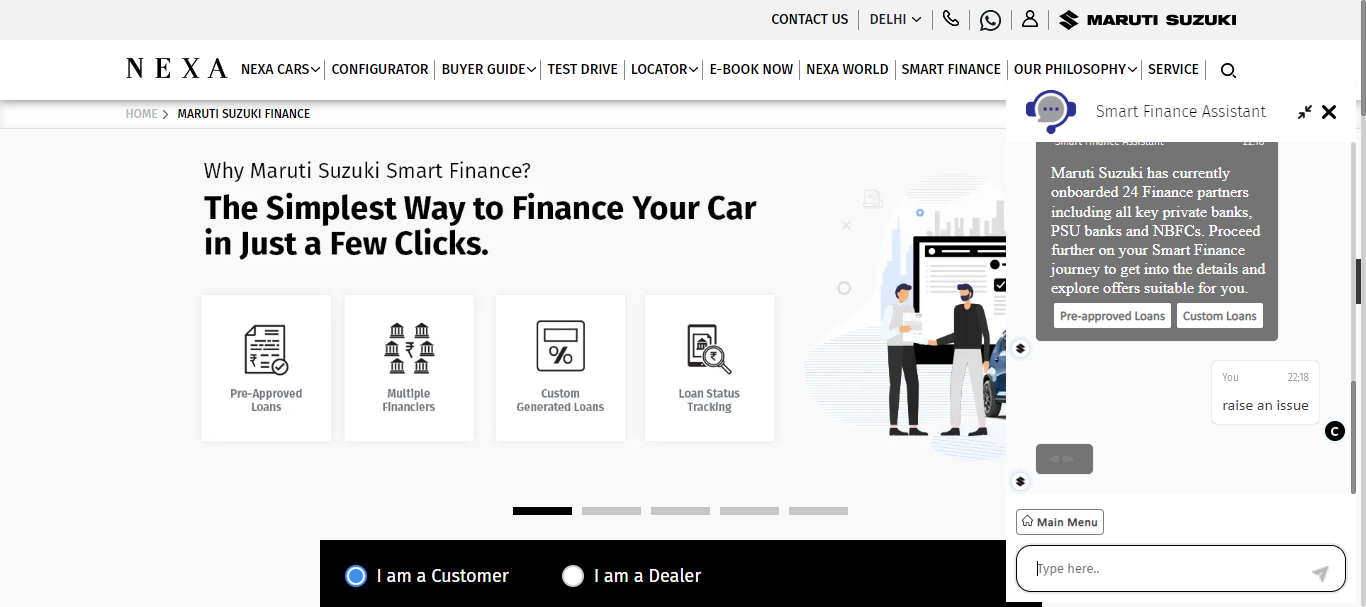 CONTACT US
DELHI
MARUTI SUZUKI
NEXA
NEXA CARS
CONFIGURATOR
BUYER GUIDE
TEST DRIVE
LOCATOR
E-BOOK NOW
NEXA WORLD
SMART FINANCE
OUR PHILOSOPHY
SERVICE
HOME
MARUTI SUZUKI FINANCE
Why Maruti Suzuki Smart Finance?
The Simplest Way to Finance Your Car
in Just a Few Clicks.
Pre-Approved
Loans
Multiple
Financiers
Custom
Generated Loans
Loan Status
Tracking
I am a Customer
I am a Dealer
Smart Finance Assistant
Smart Finance Assistant
22:18
Maruti Suzuki has currently
onboarded 24 Finance partners
including all key private banks,
PSU banks and NBFCs. Proceed
further on your Smart Finance
journey to get into the details and
explore offers suitable for you.
Pre-approved Loans
Custom Loans
You
22:18
raise an issue
C
Main Menu
Type here..